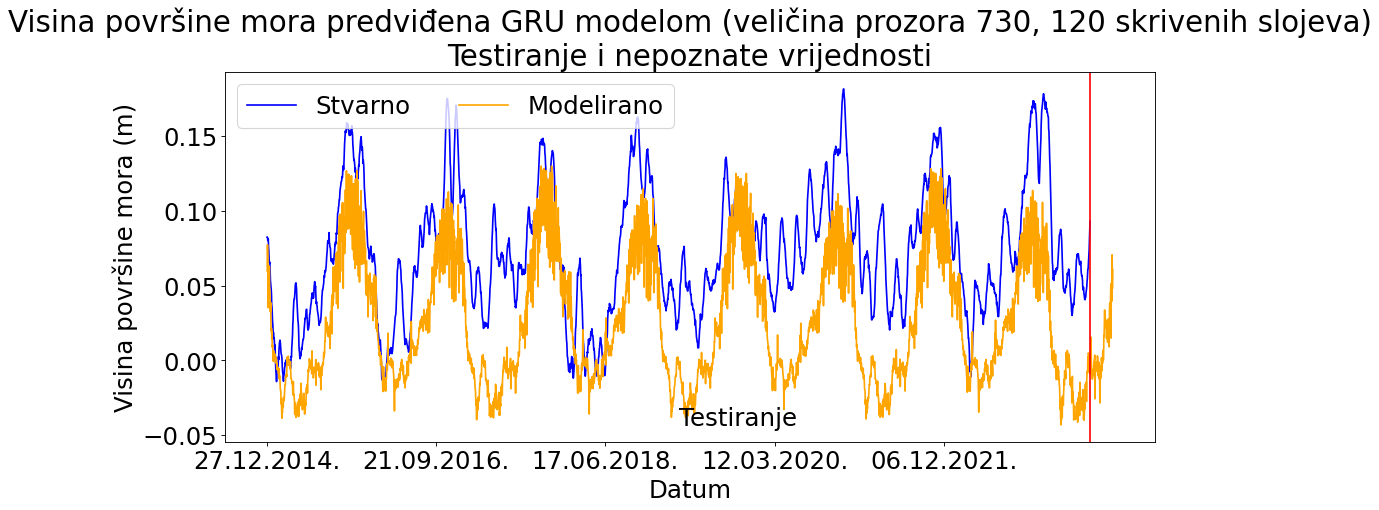 Visina površine mora predviđena GRU modelom (veličina prozora 730, 120 skrivenih slojeva)
Testiranje i nepoznate vrijednosti
Stvarno Modelirano
Visina površine mora (m)
0.15
0.10
0.05
0.00
−0.05
Testiranje
27.12.2014. 21.09.2016. 17.06.2018. 12.03.2020. 06.12.2021.
Datum